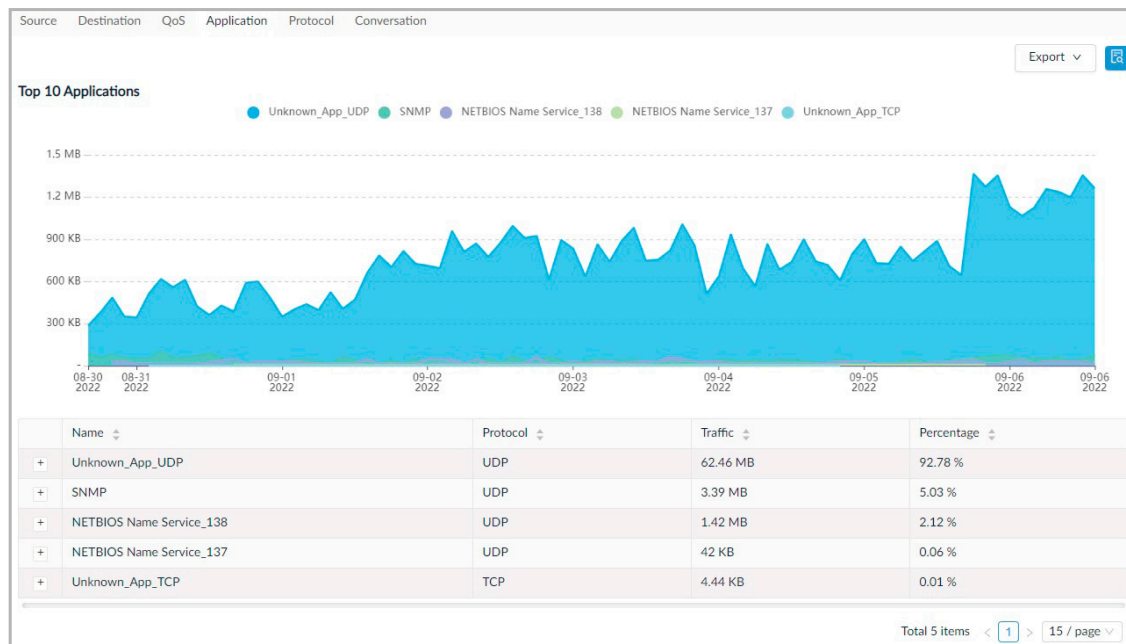 Source Destination QoS Application Protocol Conversation
Export
Top 10 Applications
Unknown_App_UDP SNMP NETBIOS Name Service_138 NETBIOS Name Service_137 Unknown_App_TCP
1.5 MB
1.2 MB
900 KB
600 KB
300 KB
-
08-30 08-31 09-01 09-02 09-03 09-04 09-05 09-06 09-06
2022 2022 2022 2022 2022 2022 2022 2022 2022
Name Protocol Traffic Percentage
+ Unknown_App_UDP UDP 62.46 MB 92.78 %
+ SNMP UDP 3.39 MB 5.03 %
+ NETBIOS Name Service_138 UDP 1.42 MB 2.12 %
+ NETBIOS Name Service_137 UDP 42 KB 0.06 %
+ Unknown_App_TCP TCP 4.44 KB 0.01 %
Total 5 items < 1 > 15 / page